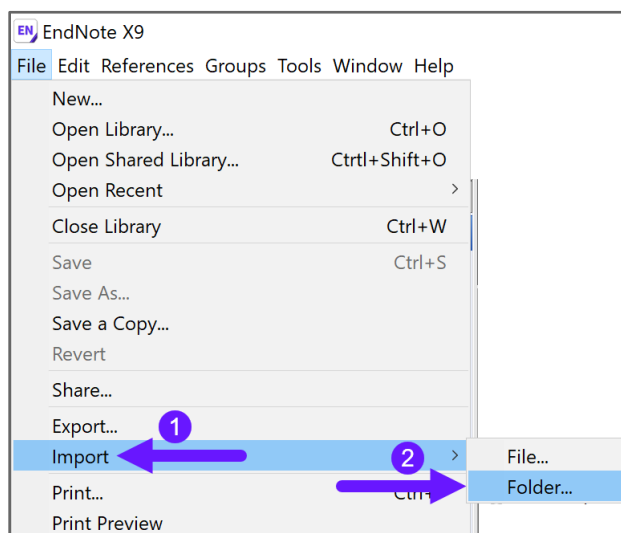 EN EndNote X9
File Edit References Groups Tools Window Help
New...
Open Library... Ctrl+O
Open Shared Library... Ctrtl+Shift+O
Open Recent >
Close Library Ctrl+W
Save Ctrl+S
Save As...
Save a Copy...
Revert
Share...
Export... 1
Import 2 > File...
Folder...
Print...
Print Preview